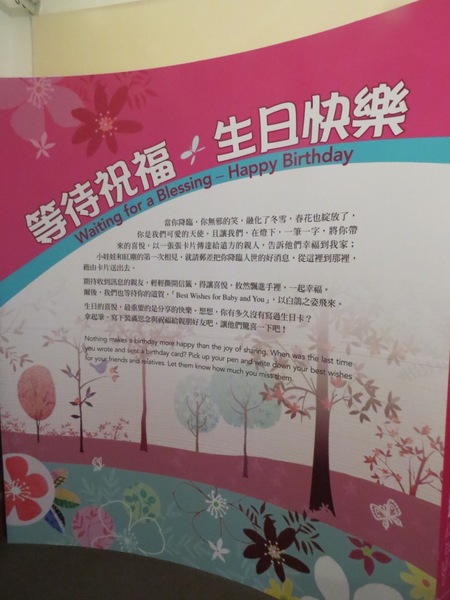 等待祝福 生日快樂
Waiting for a Blessing – Happy Birthday
當你降臨，你無邪的笑，融化了冬雪，春花也綻放了，
你是我們可愛的天使。且讓我們，在燈下，一筆一字，將你帶
來的喜悅，以一張張卡片傳達給遠方的親人，告訴他們幸福到我家；
小娃娃和紅塵的第一次相見，就請郵差把你降臨人世的好消息，從這裡到那裡，
藉由卡片送出去。
期待收到消息的親友，輕輕撕開信籤，得讓喜悅，攸然飄進手裡，一起幸福。
爾後，我們也等待你的遠賀，「Best Wishes for Baby and You」，以白鴿之姿飛來。
生日的喜悅，最重要的是分享的快樂。想想，你有多久沒有寫過生日卡？
拿起筆，寫下裝滿思念與祝福給親朋好友吧，讓他們驚喜一下吧！
Nothing makes a birthday more happy than the joy of sharing. When was the last time
you wrote and sent a birthday card? Pick up your pen and write down your best wishes
for your friends and relatives. Let them know how much you miss them.